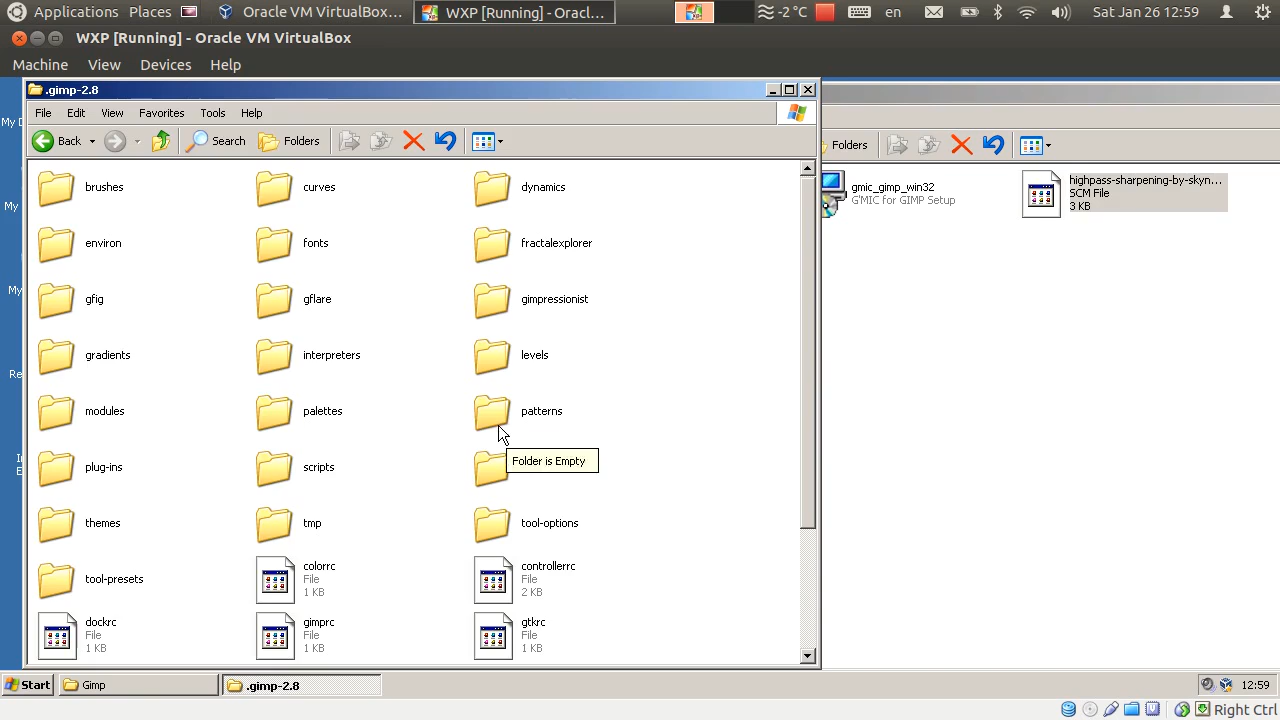 Applications Places Oracle VM VirtualBox... WXP [Running] - Oracl... -2 °C en Sat Jan 26 12:59
WXP [Running] - Oracle VM VirtualBox
Machine View Devices Help
.gimp-2.8
File Edit View Favorites Tools Help
Back Search Folders
Folders
My D
My
My
Re
In
E
brushes curves dynamics
environ fonts fractalexplorer
gfig gflare gimpressionist
gradients interpreters levels
modules palettes patterns
plug-ins scripts
Folder is Empty
themes tmp tool-options
tool-presets
colorrc
File
1 KB
controllerrc
File
2 KB
dockrc
File
1 KB
gimprc
File
1 KB
gtkrc
File
1 KB
gmic_gimp_win32
G'MIC for GIMP Setup
highpass-sharpening-by-skyn...
SCM File
3 KB
Start Gimp .gimp-2.8 12:59
Right Ctrl